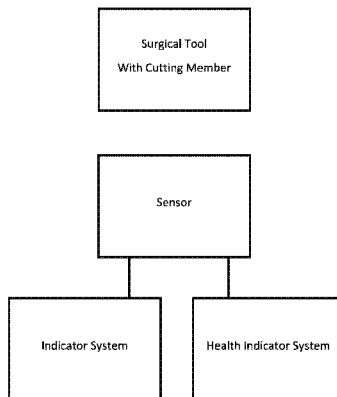 Surgical Tool
With Cutting Member
Sensor
Indicator System
Health Indicator System